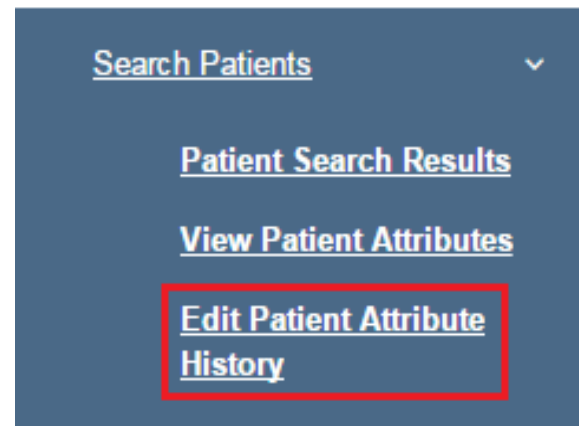 Search Patients
Patient Search Results
View Patient Attributes
Edit Patient Attribute
History